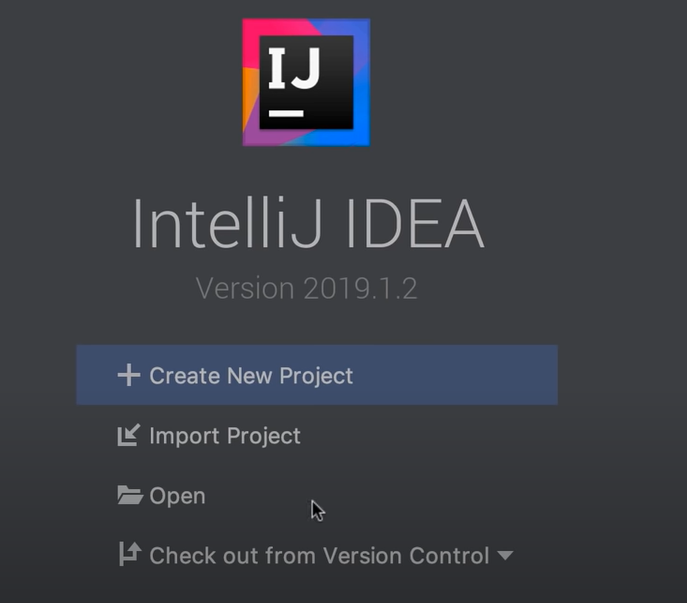 IJ
IntelliJ IDEA
Version 2019.1.2
Create New Project
Import Project
Open
Check out from Version Control